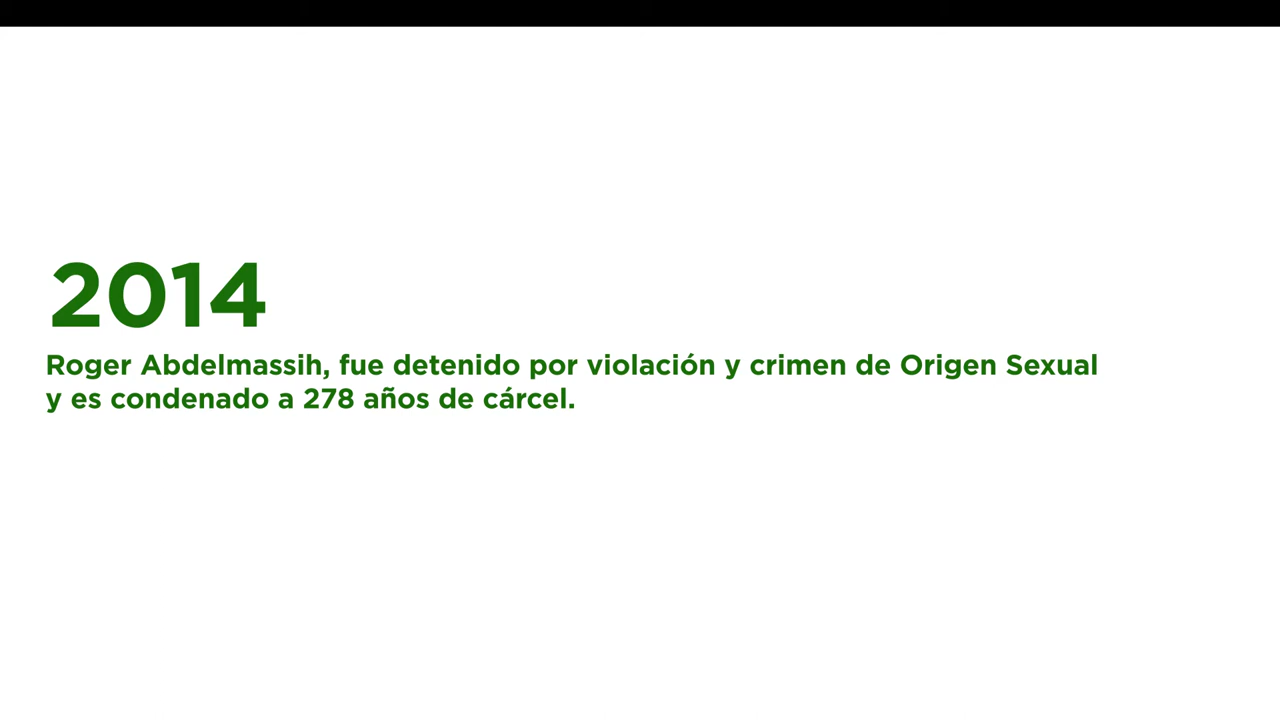 2014
Roger Abdelmassih, fue detenido por violación y crimen de Origen Sexual
y es condenado a 278 años de cárcel.